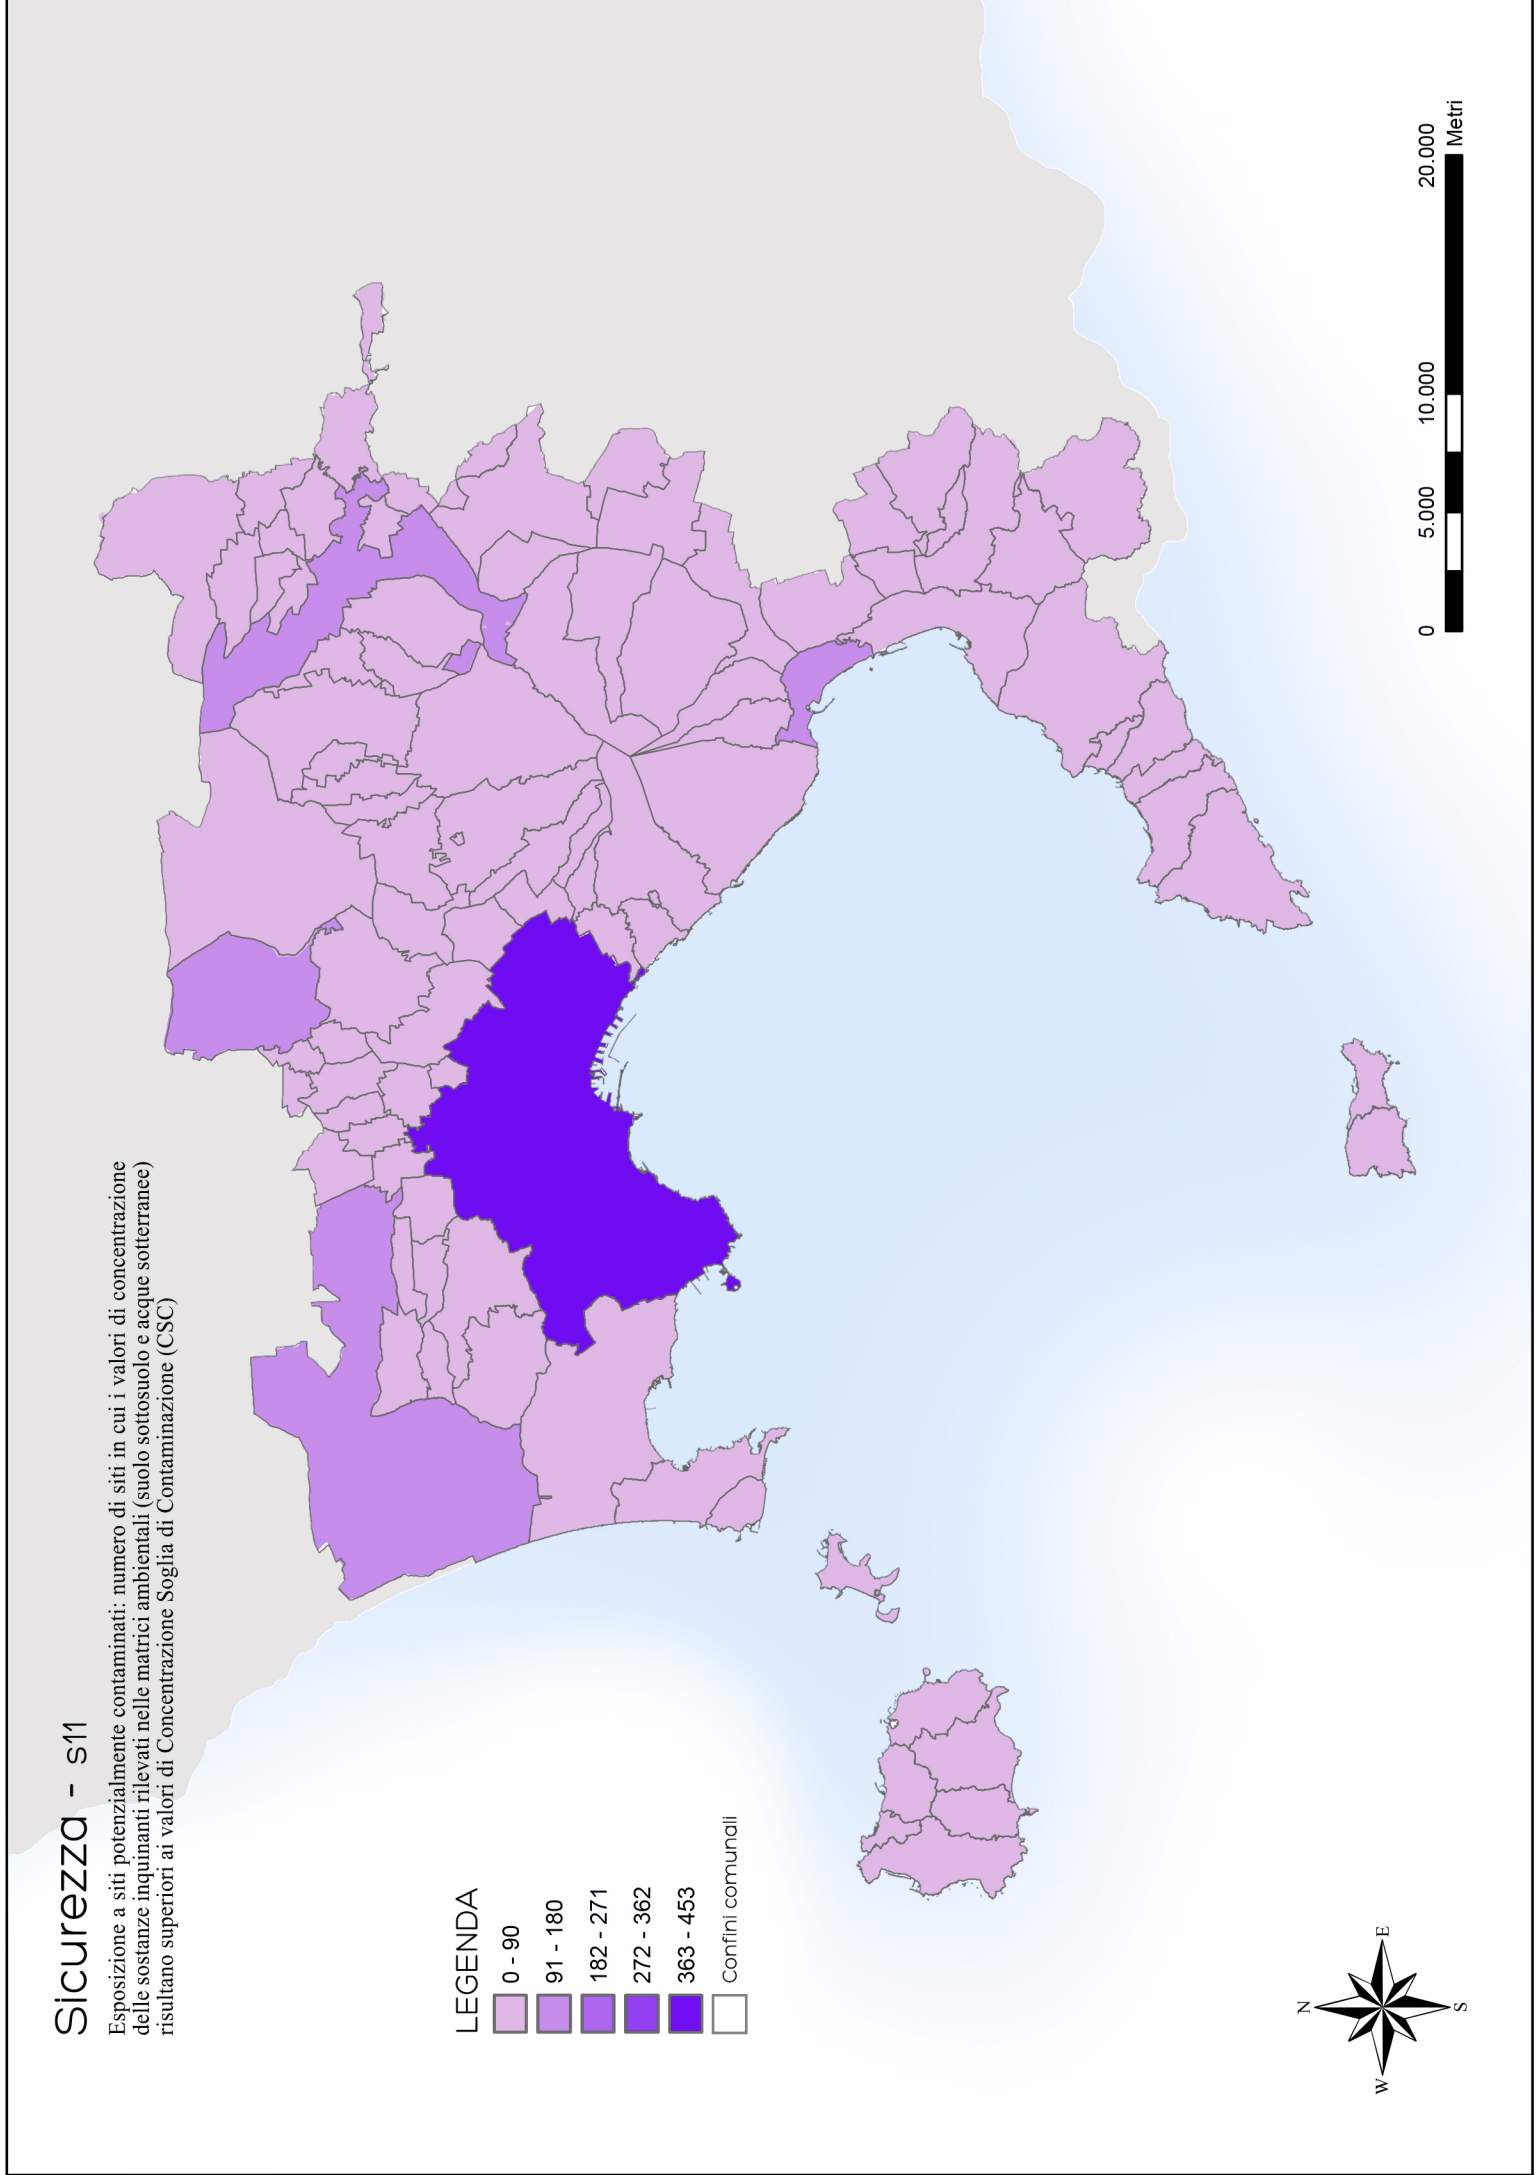 Sicurezza - s11
Esposizione a siti potenzialmente contaminati: numero di siti in cui i valori di concentrazione
delle sostanze inquinanti rilevati nelle matrici ambientali (suolo sottosuolo e acque sotterranee)
risultano superiori ai valori di Concentrazione Soglia di Contaminazione (CSC)
LEGENDA
0 - 90
91 - 180
182 - 271
272 - 362
363 - 453
Confini comunali
N
W
E
S
0
5.000
10.000
20.000
Metri